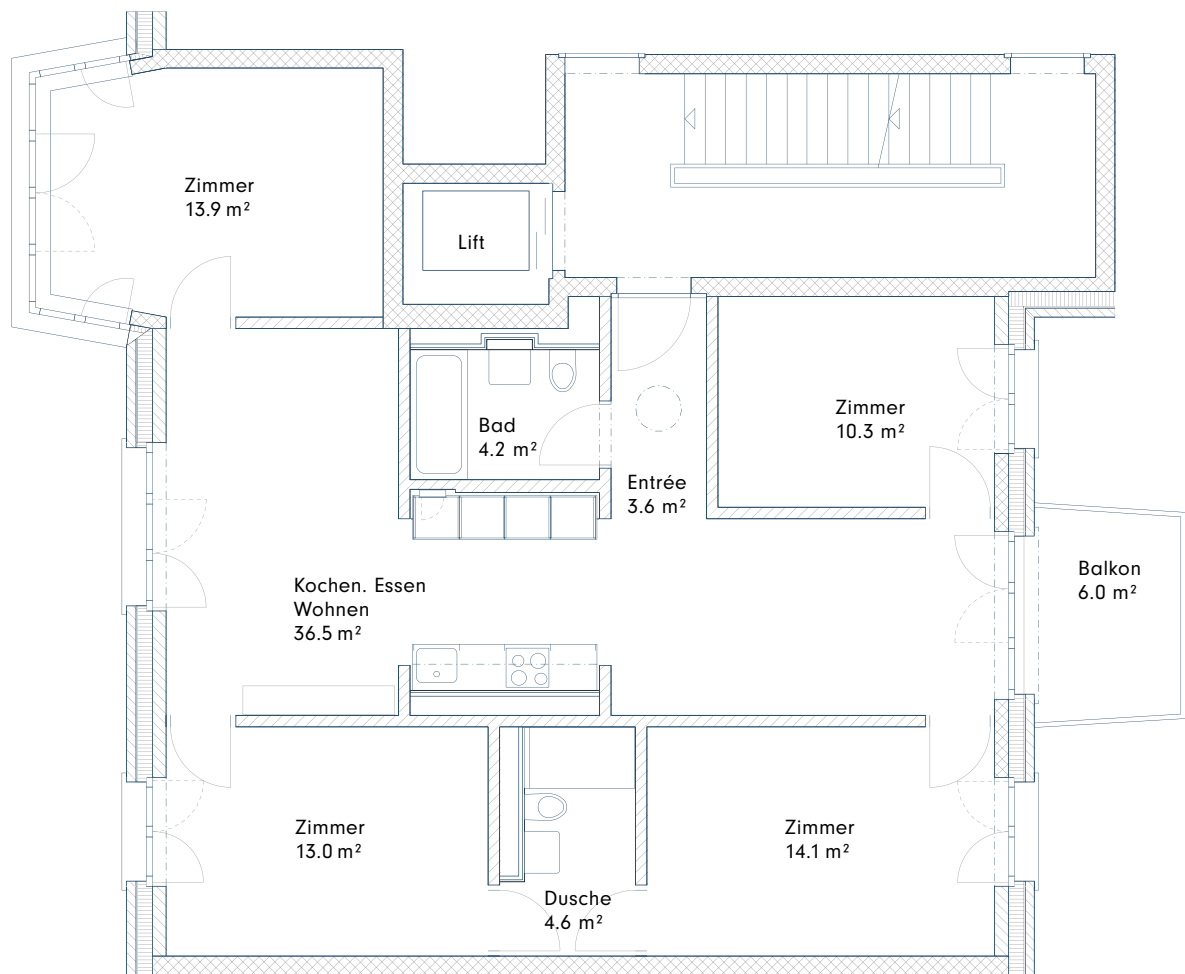 Zimmer
13.9 m²
Lift
Zimmer
10.3 m²
Bad
4.2 m²
Entrée
3.6 m²
Balkon
6.0 m²
Kochen. Essen
Wohnen
36.5 m²
Zimmer
13.0 m²
Zimmer
14.1 m²
Dusche
4.6 m²